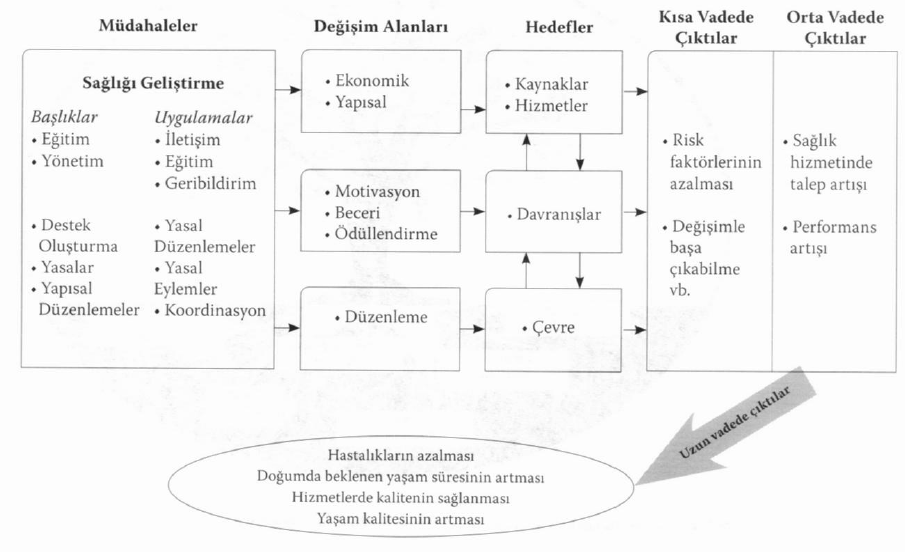 Müdahaleler
Değişim Alanları
Hedefler
Kısa Vadede
Çıktılar
Orta Vadede
Çıktılar
Sağlığı Geliştirme
Başlıklar
• Eğitim
• Yönetim
• Destek
Oluşturma
• Yasalar
• Yapısal
Düzenlemeler
Uygulamalar
• İletişim
• Eğitim
• Geribildirim
• Yasal
Düzenlemeler
• Yasal
Eylemler
• Koordinasyon
• Ekonomik
• Yapısal
• Motivasyon
• Beceri
• Ödüllendirme
• Düzenleme
• Kaynaklar
• Hizmetler
• Davranışlar
• Çevre
• Risk
faktörlerinin
azalması
• Değişimle
başa
çıkabilme
vb.
• Sağlık
hizmetinde
talep artışı
• Performans
artışı
Uzun vadede çıktılar
Hastalıkların azalması
Doğumda beklenen yaşam süresinin artması
Hizmetlerde kalitenin sağlanması
Yaşam kalitesinin artması